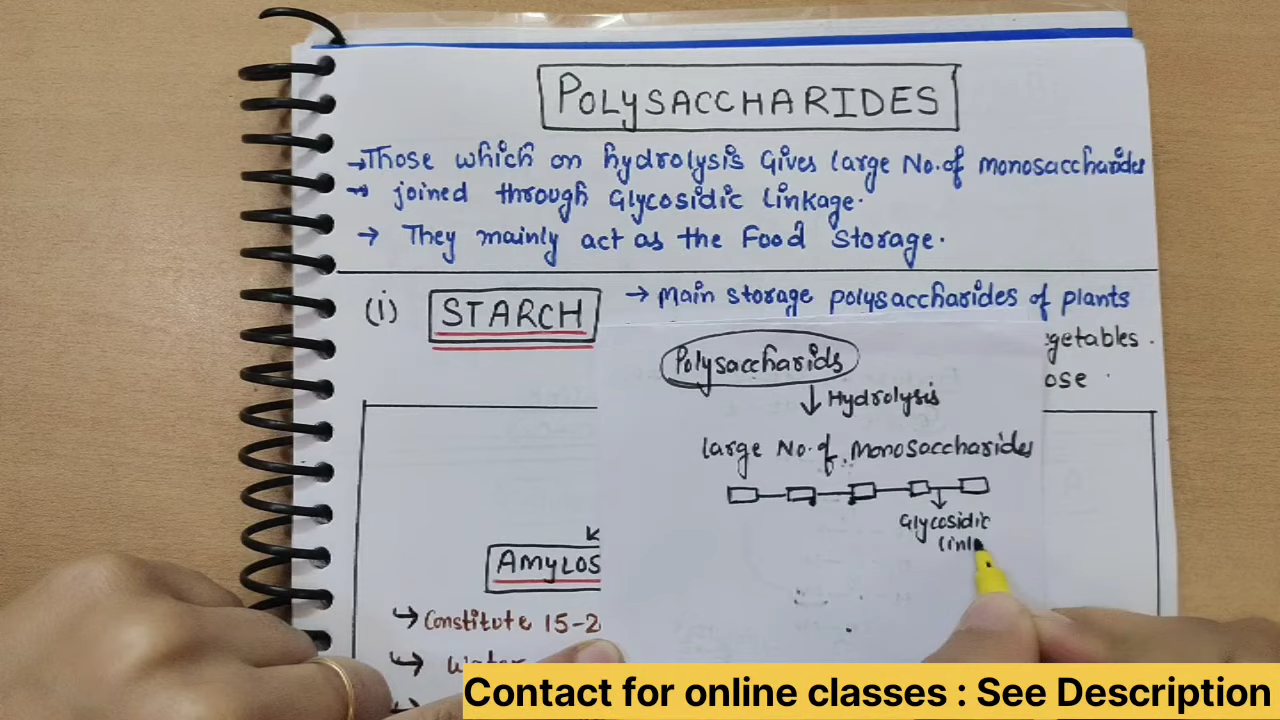 POLYSACCHARIDES
→Those which on hydrolysis Gives large No.of monosaccharides
→ joined through Glycosidic linkage.
→ They mainly act as the Food Storage.
(i) STARCH → Main storage polysaccharides of plants
getables.
ose
Polysaccharids
↓ Hydrolysis
large No.of monosaccharides
Glycosidic
AMYLOS
↳ Constitute 15-2
Contact for online classes : See Description